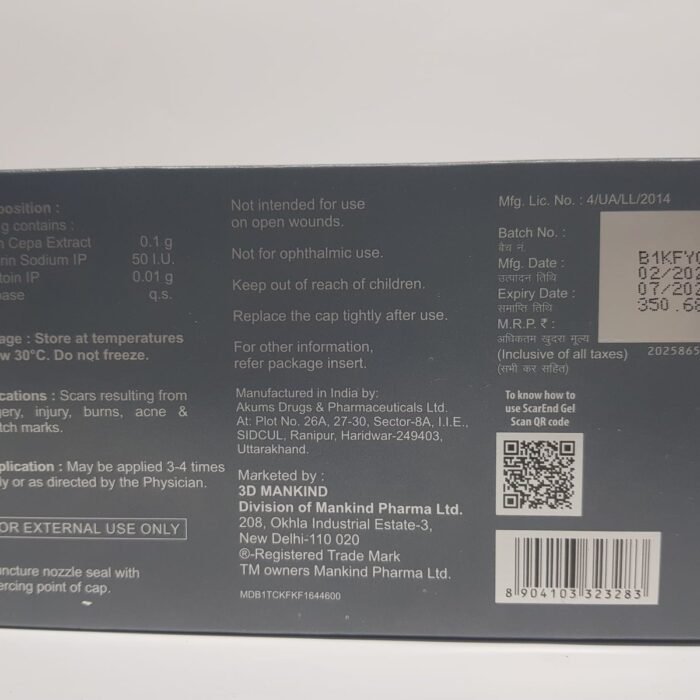 position :
g contains :
Cepa Extract 0.1 g
rin Sodium IP 50 I.U.
toin IP 0.01 g
base q.s.
age : Store at temperatures
w 30°C. Do not freeze.
cations : Scars resulting from
ery, injury, burns, acne &
tch marks.
plication : May be applied 3-4 times
ly or as directed by the Physician.
OR EXTERNAL USE ONLY
uncture nozzle seal with
ercing point of cap.
Not intended for use
on open wounds.
Not for ophthalmic use.
Keep out of reach of children.
Replace the cap tightly after use.
For other information,
refer package insert.
Manufactured in India by:
Akums Drugs & Pharmaceuticals Ltd.
At: Plot No. 26A, 27-30, Sector-8A, I.I.E.,
SIDCUL, Ranipur, Haridwar-249403,
Uttarakhand.
Marketed by :
3D MANKIND
Division of Mankind Pharma Ltd.
208, Okhla Industrial Estate-3,
New Delhi-110 020
®-Registered Trade Mark
TM owners Mankind Pharma Ltd.
MDB1TCKFKF1644600
Mfg. Lic. No. : 4/UA/LL/2014
Batch No. :
बैच नं.
Mfg. Date :
उत्पादन तिथि
Expiry Date :
समाप्ति तिथि
M.R.P. ₹ :
अधिकतम खुदरा मूल्य
(Inclusive of all taxes)
(सभी कर सहित)
B1KFY
02/202
07/202
350.68
2025865
To know how to
use ScarEnd Gel
Scan QR code
8 904103 323283